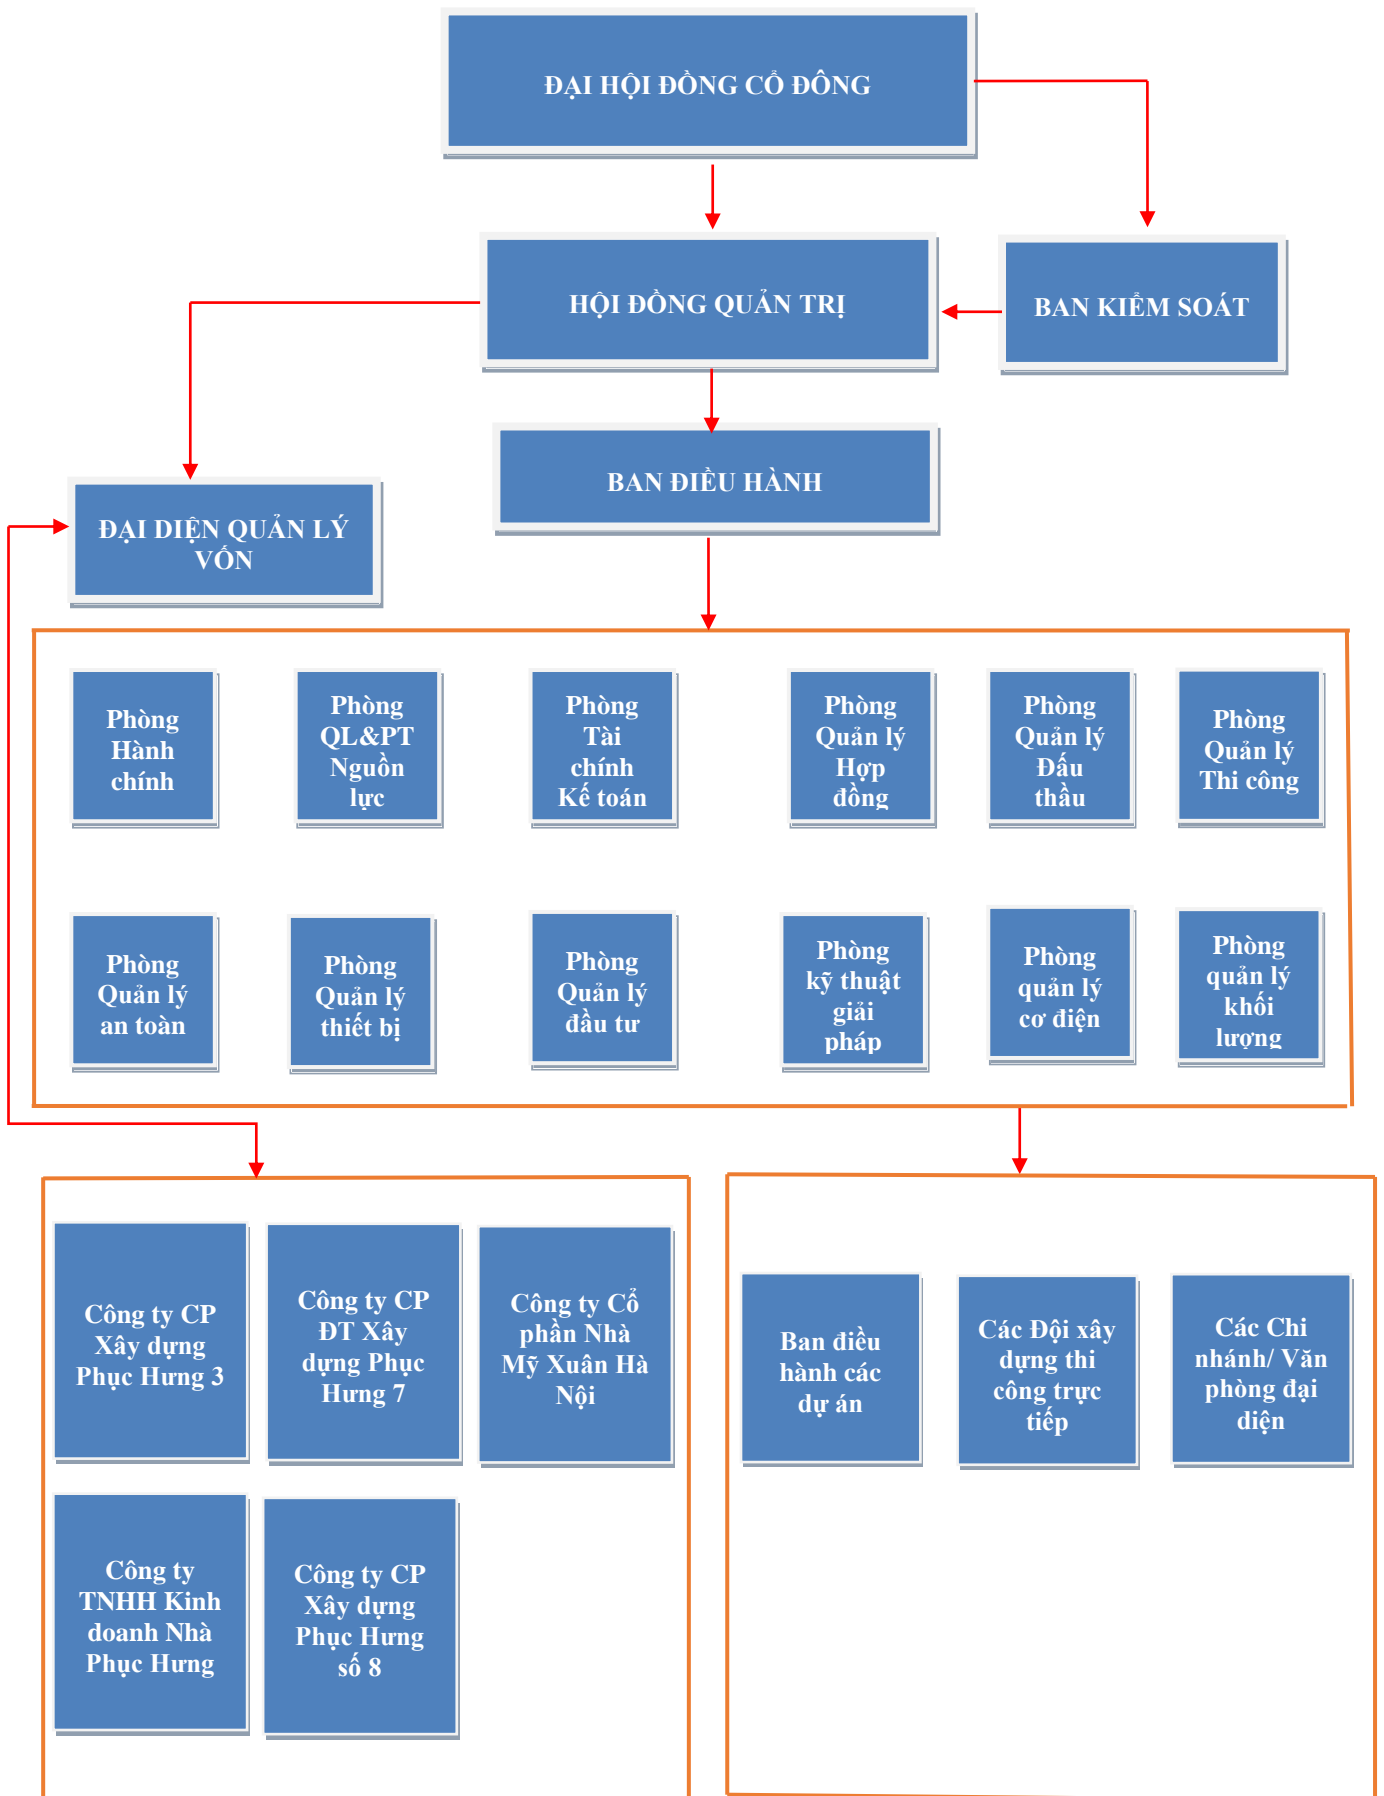 ĐẠI HỘI ĐỒNG CỔ ĐÔNG
HỘI ĐỒNG QUẢN TRỊ
BAN KIỂM SOÁT
BAN ĐIỀU HÀNH
ĐẠI DIỆN QUẢN LÝ
VỐN
Phòng
Hành
chính
Phòng
QL&PT
Nguồn
lực
Phòng
Tài
chính
Kế toán
Phòng
Quản lý
Hợp
đồng
Phòng
Quản lý
Đấu
thầu
Phòng
Quản lý
Thi công
Phòng
Quản lý
an toàn
Phòng
Quản lý
thiết bị
Phòng
Quản lý
đầu tư
Phòng
kỹ thuật
giải
pháp
Phòng
quản lý
cơ điện
Phòng
quản lý
khối
lượng
Công ty CP
Xây dựng
Phục Hưng 3
Công ty CP
ĐT Xây
dựng Phục
Hưng 7
Công ty Cổ
phần Nhà
Mỹ Xuân Hà
Nội
Ban điều
hành các
dự án
Các Đội xây
dựng thi
công trực
tiếp
Các Chi
nhánh/ Văn
phòng đại
diện
Công ty
TNHH Kinh
doanh Nhà
Phục Hưng
Công ty CP
Xây dựng
Phục Hưng
số 8